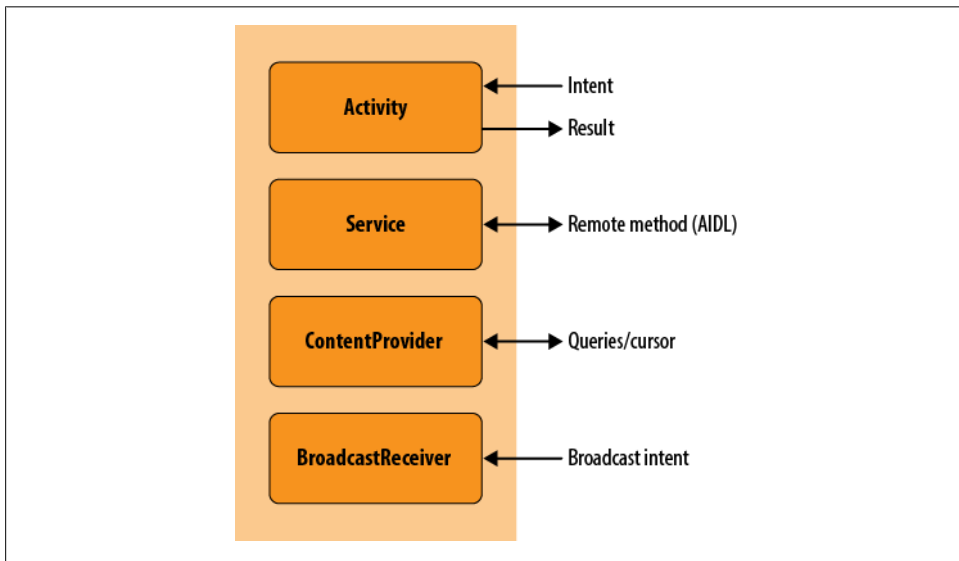 Activity
Intent
Result
Service
Remote method (AIDL)
ContentProvider
Queries/cursor
BroadcastReceiver
Broadcast intent